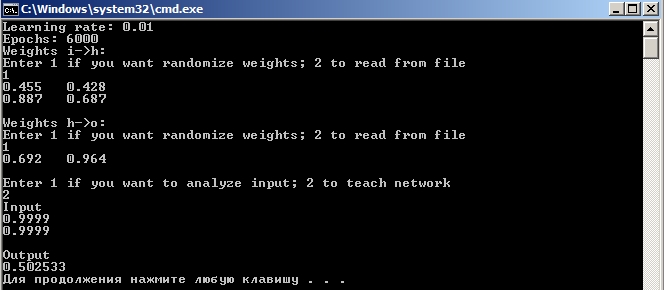 C:\Windows\system32\cmd.exe
Learning rate: 0.01
Epochs: 6000
Weights i->h:
Enter 1 if you want randomize weights; 2 to read from file
1
0.455 0.428
0.887 0.687
Weights h->o:
Enter 1 if you want randomize weights; 2 to read from file
1
0.692 0.964
Enter 1 if you want to analyze input; 2 to teach network
2
Input
0.9999
0.9999
Output
0.502533
Для продолжения нажмите любую клавишу . . .